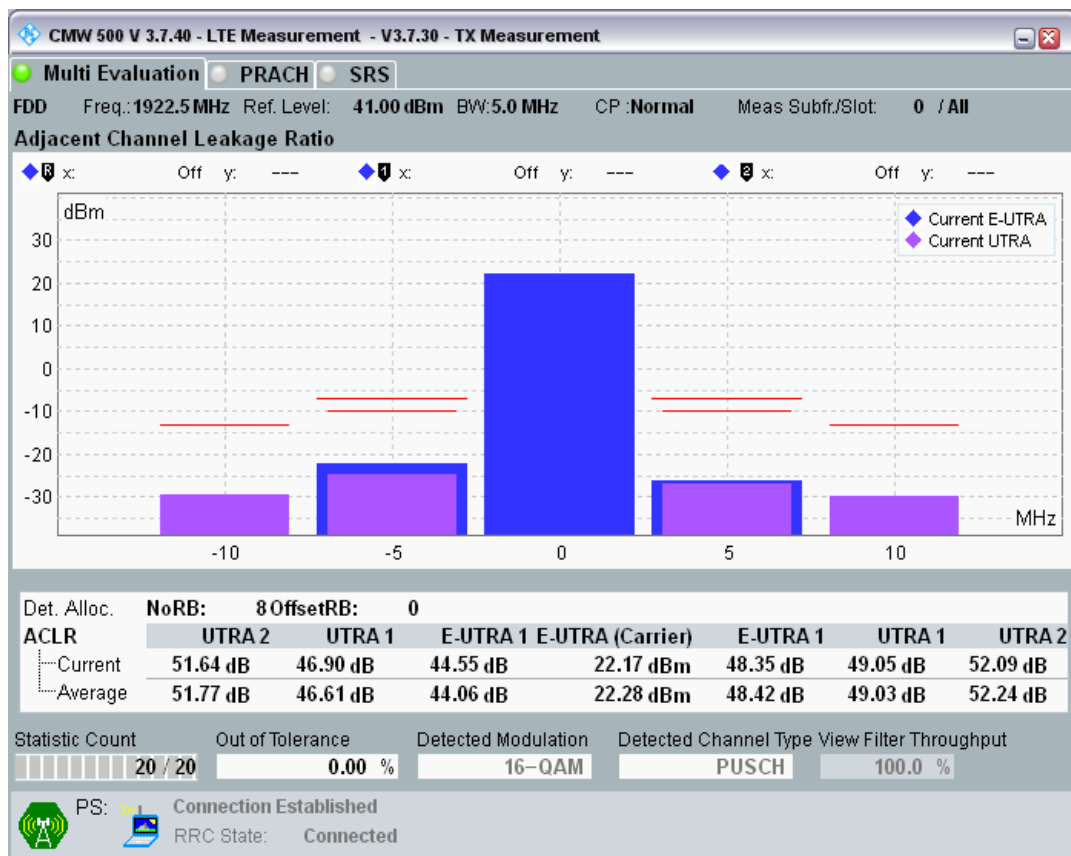 CMW 500 V 3.7.40 - LTE Measurement - V3.7.30 - TX Measurement
Multi Evaluation PRACH SRS
FDD Freq.: 1922.5 MHz Ref. Level: 41.00 dBm BW: 5.0 MHz CP : Normal Meas Subfr./Slot: 0 / All
Adjacent Channel Leakage Ratio
R x: Off y: --- 1 x: Off y: --- 2 x: Off y: ---
dBm
Current E-UTRA
Current UTRA
30
20
10
0
-10
-20
-30
MHz
-10 -5 0 5 10
Det. Alloc. NoRB: 8 OffsetRB: 0
ACLR UTRA 2 UTRA 1 E-UTRA 1 E-UTRA (Carrier) E-UTRA 1 UTRA 1 UTRA 2
Current 51.64 dB 46.90 dB 44.55 dB 22.17 dBm 48.35 dB 49.05 dB 52.09 dB
Average 51.77 dB 46.61 dB 44.06 dB 22.28 dBm 48.42 dB 49.03 dB 52.24 dB
Statistic Count Out of Tolerance Detected Modulation Detected Channel Type View Filter Throughput
20 / 20 0.00 % 16-QAM PUSCH 100.0 %
PS: Connection Established
RRC State: Connected